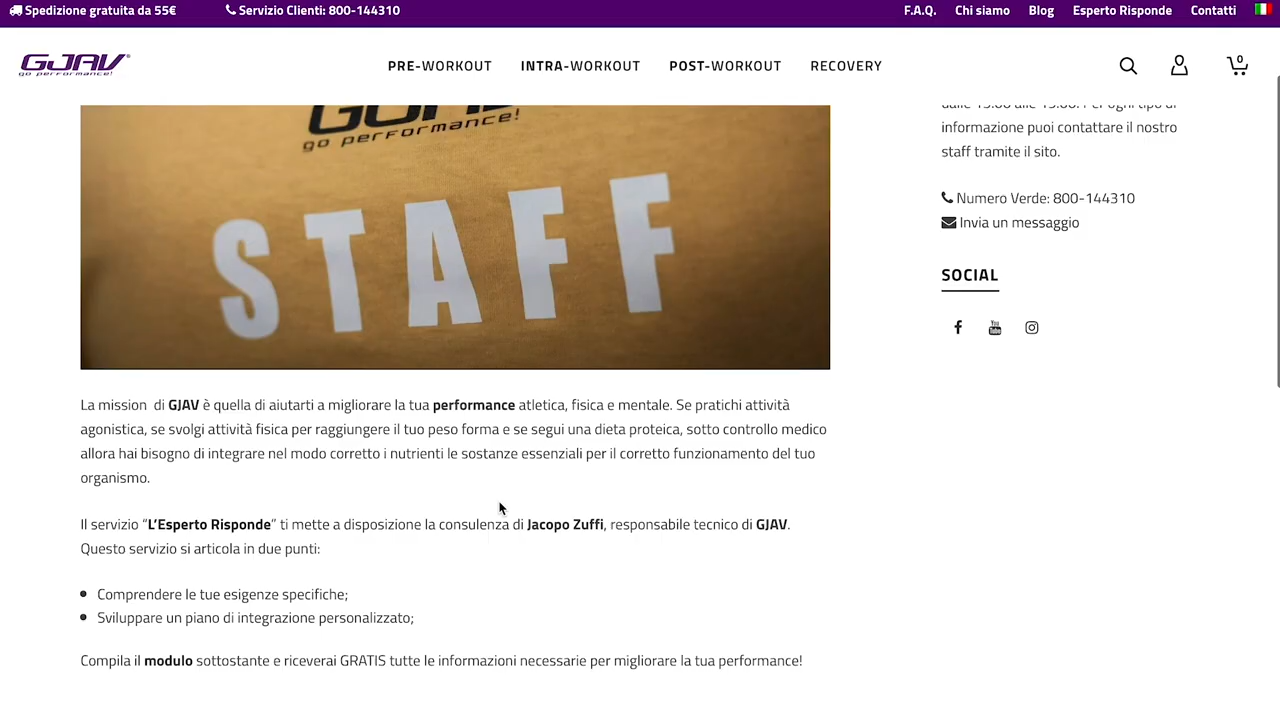 Spedizione gratuita da 55€
Servizio Clienti: 800-144310
F.A.Q.
Chi siamo
Blog
Esperto Risponde
Contatti
GJAV
go performance!
PRE-WORKOUT
INTRA-WORKOUT
POST-WORKOUT
RECOVERY
0
go performance!
STAFF
informazione puoi contattare il nostro
staff tramite il sito.
Numero Verde: 800-144310
Invia un messaggio
SOCIAL
You
Tube
La mission di GJAV è quella di aiutarti a migliorare la tua performance atletica, fisica e mentale. Se pratichi attività
agonistica, se svolgi attività fisica per raggiungere il tuo peso forma e se segui una dieta proteica, sotto controllo medico
allora hai bisogno di integrare nel modo corretto i nutrienti le sostanze essenziali per il corretto funzionamento del tuo
organismo.
Il servizio “L’Esperto Risponde” ti mette a disposizione la consulenza di Jacopo Zuffi, responsabile tecnico di GJAV.
Questo servizio si articola in due punti:
Comprendere le tue esigenze specifiche;
Sviluppare un piano di integrazione personalizzato;
Compila il modulo sottostante e riceverai GRATIS tutte le informazioni necessarie per migliorare la tua performance!